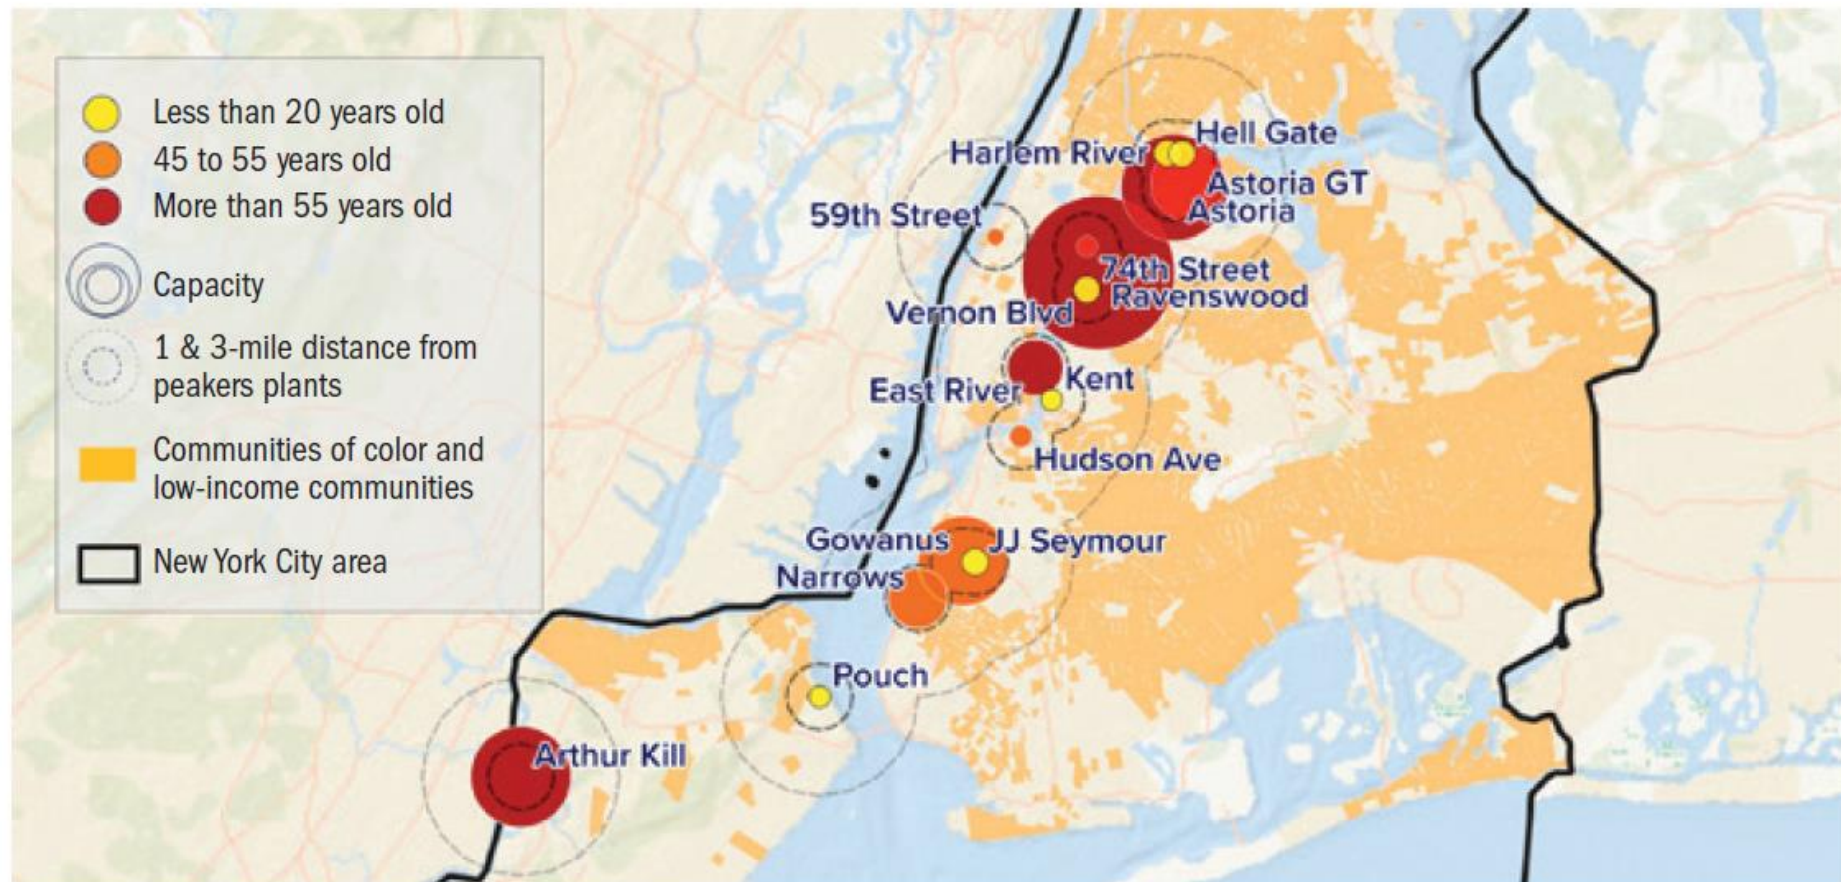 Less than 20 years old
45 to 55 years old
More than 55 years old
Capacity
1 & 3-mile distance from
peakers plants
Communities of color and
low-income communities
New York City area
Hell Gate
Harlem River
Astoria GT
Astoria
59th Street
74th Street
Ravenswood
Vernon Blvd
Kent
East River
Hudson Ave
Gowanus
JJ Seymour
Narrows
Pouch
Arthur Kill